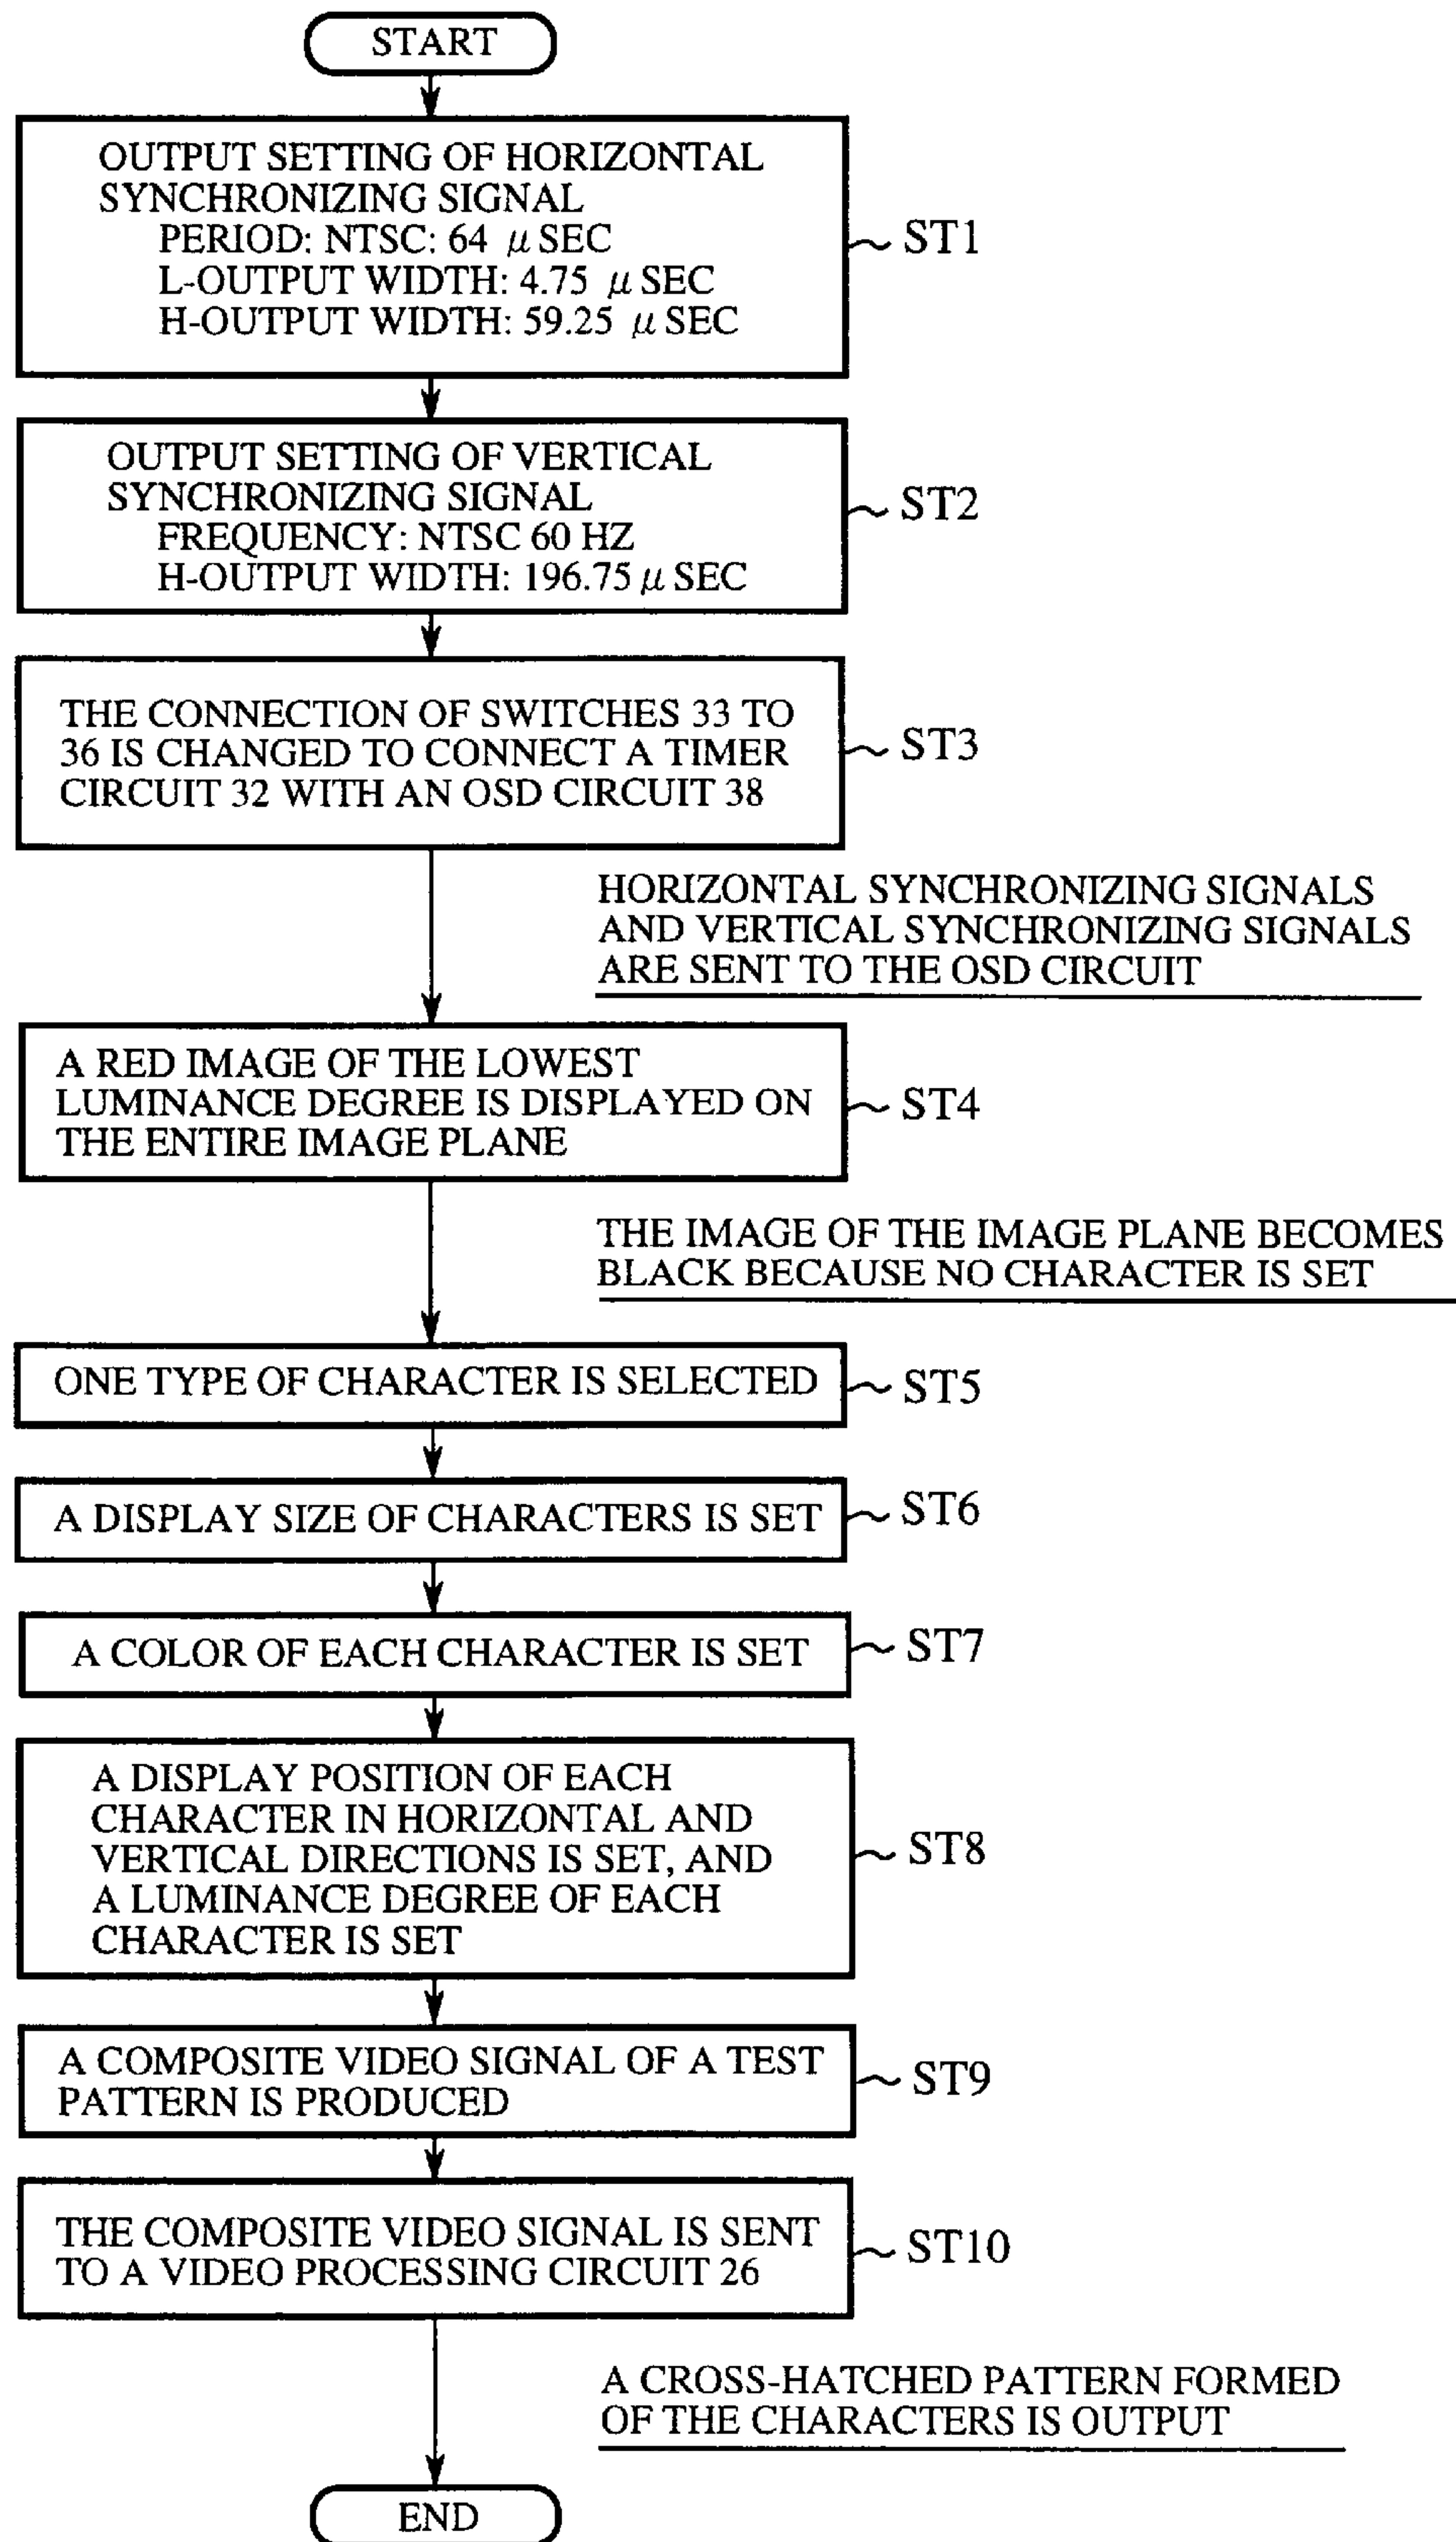 START
OUTPUT SETTING OF HORIZONTAL
SYNCHRONIZING SIGNAL
PERIOD: NTSC: 64 μ SEC
L-OUTPUT WIDTH: 4.75 μ SEC
H-OUTPUT WIDTH: 59.25 μ SEC
ST1
OUTPUT SETTING OF VERTICAL
SYNCHRONIZING SIGNAL
FREQUENCY: NTSC 60 HZ
H-OUTPUT WIDTH: 196.75 μ SEC
ST2
THE CONNECTION OF SWITCHES 33 TO
36 IS CHANGED TO CONNECT A TIMER
CIRCUIT 32 WITH AN OSD CIRCUIT 38
ST3
HORIZONTAL SYNCHRONIZING SIGNALS
AND VERTICAL SYNCHRONIZING SIGNALS
ARE SENT TO THE OSD CIRCUIT
A RED IMAGE OF THE LOWEST
LUMINANCE DEGREE IS DISPLAYED ON
THE ENTIRE IMAGE PLANE
ST4
THE IMAGE OF THE IMAGE PLANE BECOMES
BLACK BECAUSE NO CHARACTER IS SET
ONE TYPE OF CHARACTER IS SELECTED
ST5
A DISPLAY SIZE OF CHARACTERS IS SET
ST6
A COLOR OF EACH CHARACTER IS SET
ST7
A DISPLAY POSITION OF EACH
CHARACTER IN HORIZONTAL AND
VERTICAL DIRECTIONS IS SET, AND
A LUMINANCE DEGREE OF EACH
CHARACTER IS SET
ST8
A COMPOSITE VIDEO SIGNAL OF A TEST
PATTERN IS PRODUCED
ST9
THE COMPOSITE VIDEO SIGNAL IS SENT
TO A VIDEO PROCESSING CIRCUIT 26
ST10
A CROSS-HATCHED PATTERN FORMED
OF THE CHARACTERS IS OUTPUT
END